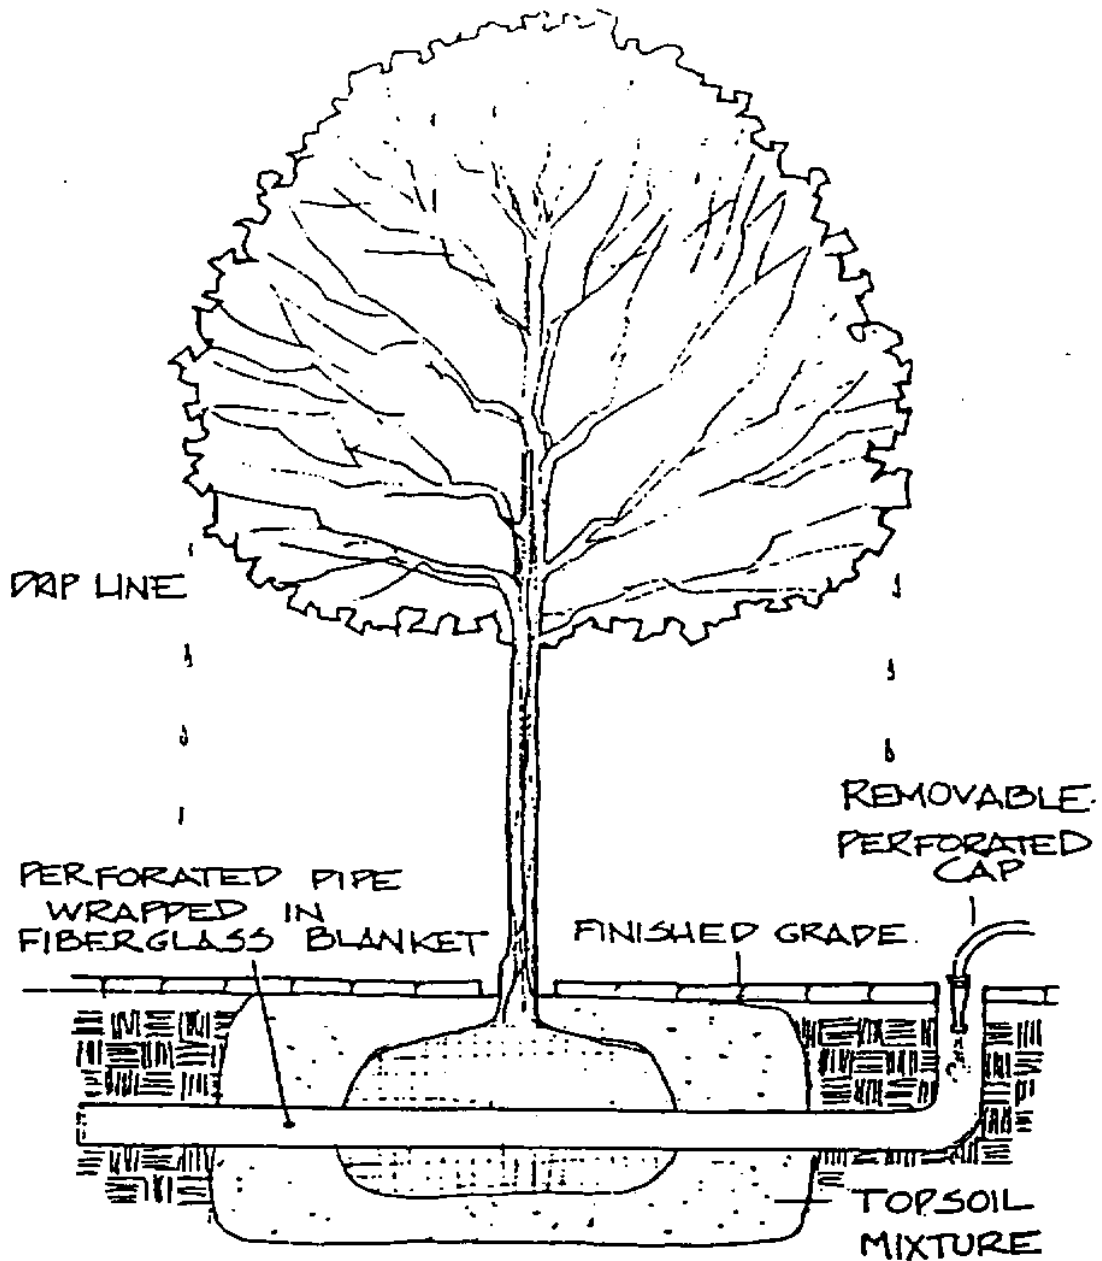 DRIP LINE
REMOVABLE
PERFORATED
CAP
PERFORATED PIPE
WRAPPED IN
FIBERGLASS BLANKET
FINISHED GRADE
TOPSOIL
MIXTURE